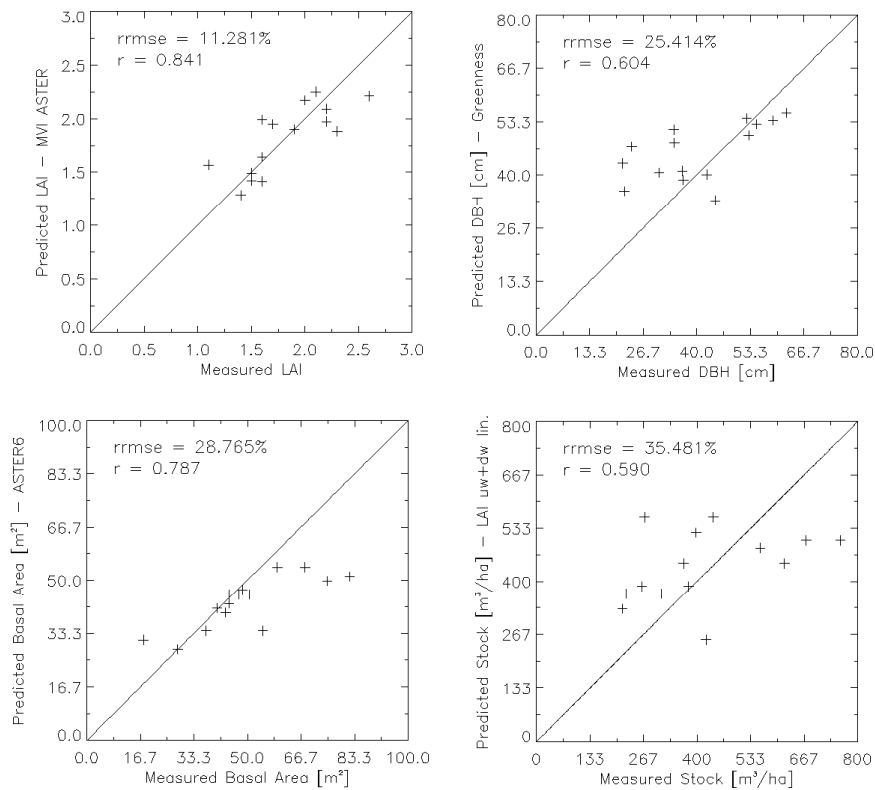 rrmse = 11.281%
r = 0.841
3.0
2.5
2.0
1.5
1.0
0.5
0.0
Predicted LAI – MVI ASTER
0.0 0.5 1.0 1.5 2.0 2.5 3.0
Measured LAI
rrmse = 25.414%
r = 0.604
80.0
66.7
53.3
40.0
26.7
13.3
0.0
Predicted DBH [cm] – Greenness
0.0 13.3 26.7 40.0 53.3 66.7 80.0
Measured DBH [cm]
rrmse = 28.765%
r = 0.787
100.0
83.3
66.7
50.0
33.3
16.7
0.0
Predicted Basal Area [m²] – ASTER6
0.0 16.7 33.3 50.0 66.7 83.3 100.0
Measured Basal Area [m²]
rrmse = 35.481%
r = 0.590
800
667
533
400
267
133
0
Predicted Stock [m³/ha] – LAI uw+dw lin.
0 133 267 400 533 667 800
Measured Stock [m³/ha]